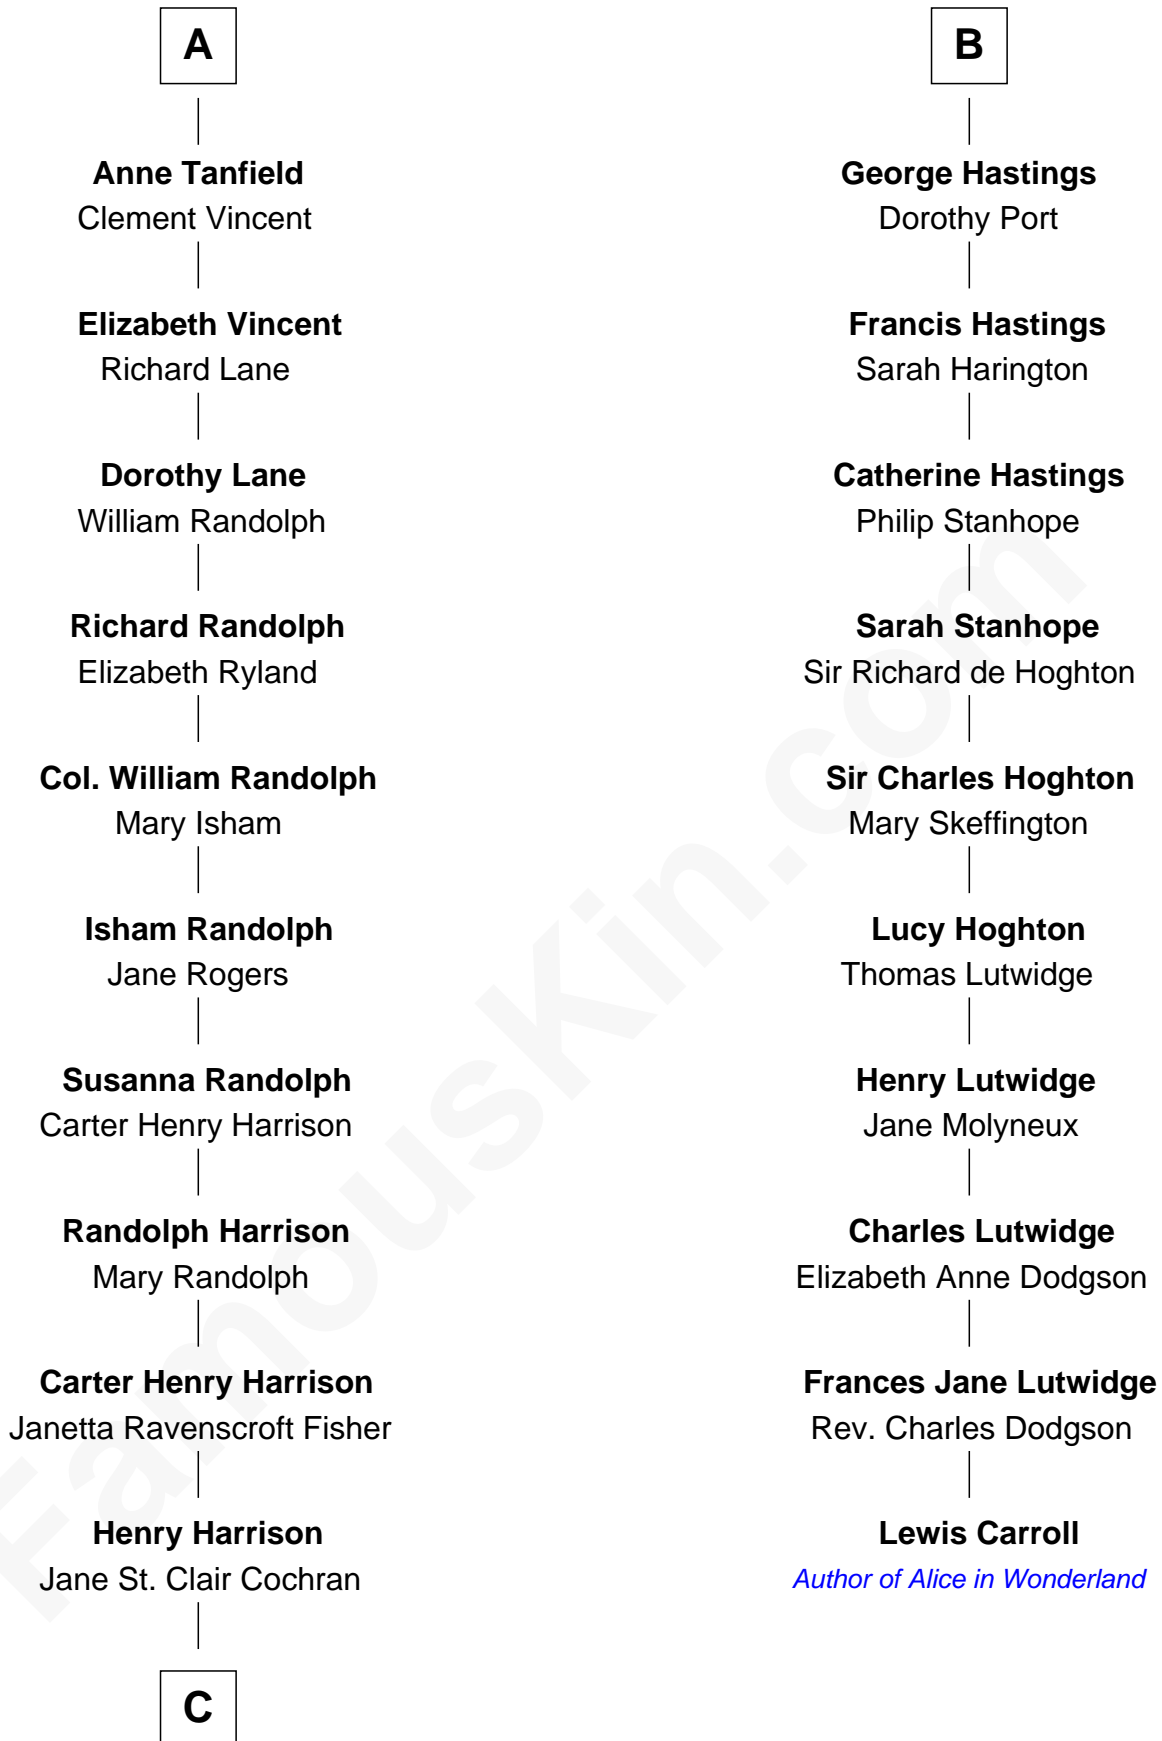 A
Anne Tanfield
Clement Vincent
Elizabeth Vincent
Richard Lane
Dorothy Lane
William Randolph
Richard Randolph
Elizabeth Ryland
Col. William Randolph
Mary Isham
Isham Randolph
Jane Rogers
Susanna Randolph
Carter Henry Harrison
Randolph Harrison
Mary Randolph
Carter Henry Harrison
Janetta Ravenscroft Fisher
Henry Harrison
Jane St. Clair Cochran
C
B
George Hastings
Dorothy Port
Francis Hastings
Sarah Harington
Catherine Hastings
Philip Stanhope
Sarah Stanhope
Sir Richard de Hoghton
Sir Charles Hoghton
Mary Skeffington
Lucy Hoghton
Thomas Lutwidge
Henry Lutwidge
Jane Molyneux
Charles Lutwidge
Elizabeth Anne Dodgson
Frances Jane Lutwidge
Rev. Charles Dodgson
Lewis Carroll
Author of Alice in Wonderland
FamousKin.com